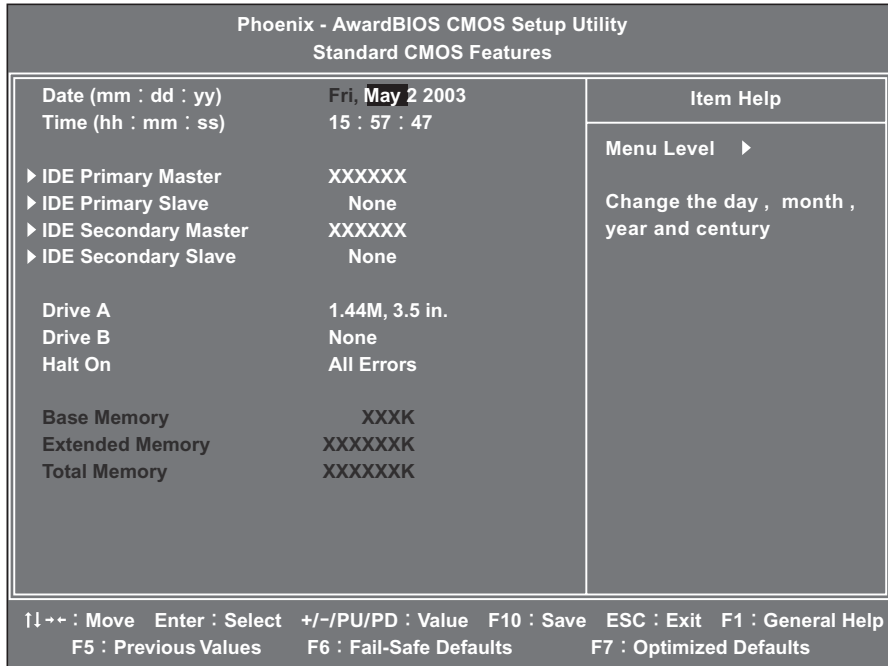 Phoenix - AwardBIOS CMOS Setup Utility
Standard CMOS Features
Date (mm : dd : yy) Fri, May 2 2003
Time (hh : mm : ss) 15 : 57 : 47
IDE Primary Master XXXXXX
IDE Primary Slave None
IDE Secondary Master XXXXXX
IDE Secondary Slave None
Drive A 1.44M, 3.5 in.
Drive B None
Halt On All Errors
Base Memory XXXK
Extended Memory XXXXXXK
Total Memory XXXXXXK
Item Help
Menu Level
Change the day , month ,
year and century
↑↓→← : Move Enter : Select +/-/PU/PD : Value F10 : Save ESC : Exit F1 : General Help
F5 : Previous Values F6 : Fail-Safe Defaults F7 : Optimized Defaults